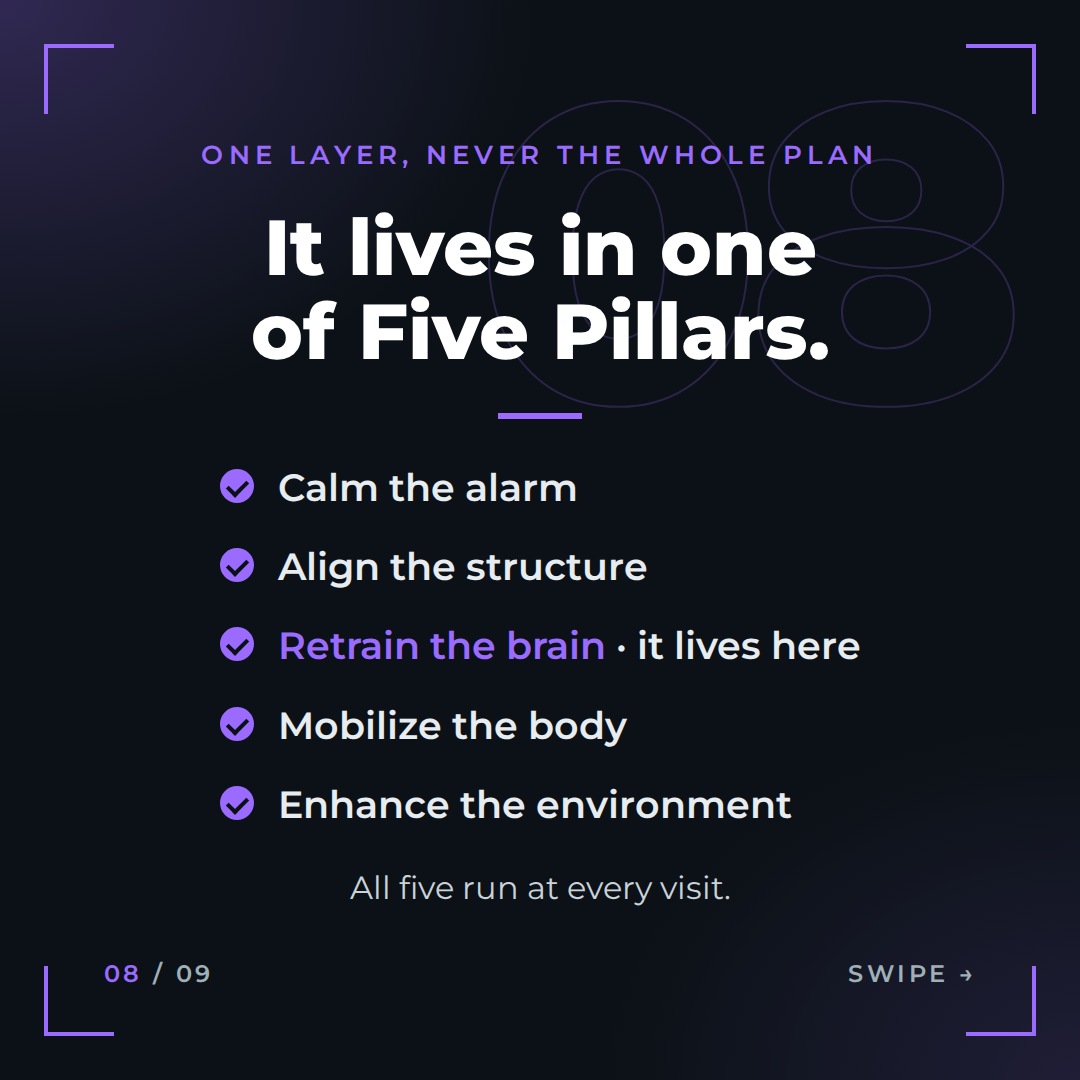 08
ONE LAYER, NEVER THE WHOLE PLAN
It lives in one
of Five Pillars.
Calm the alarm
Align the structure
Retrain the brain · it lives here
Mobilize the body
Enhance the environment
All five run at every visit.
08 / 09
SWIPE →